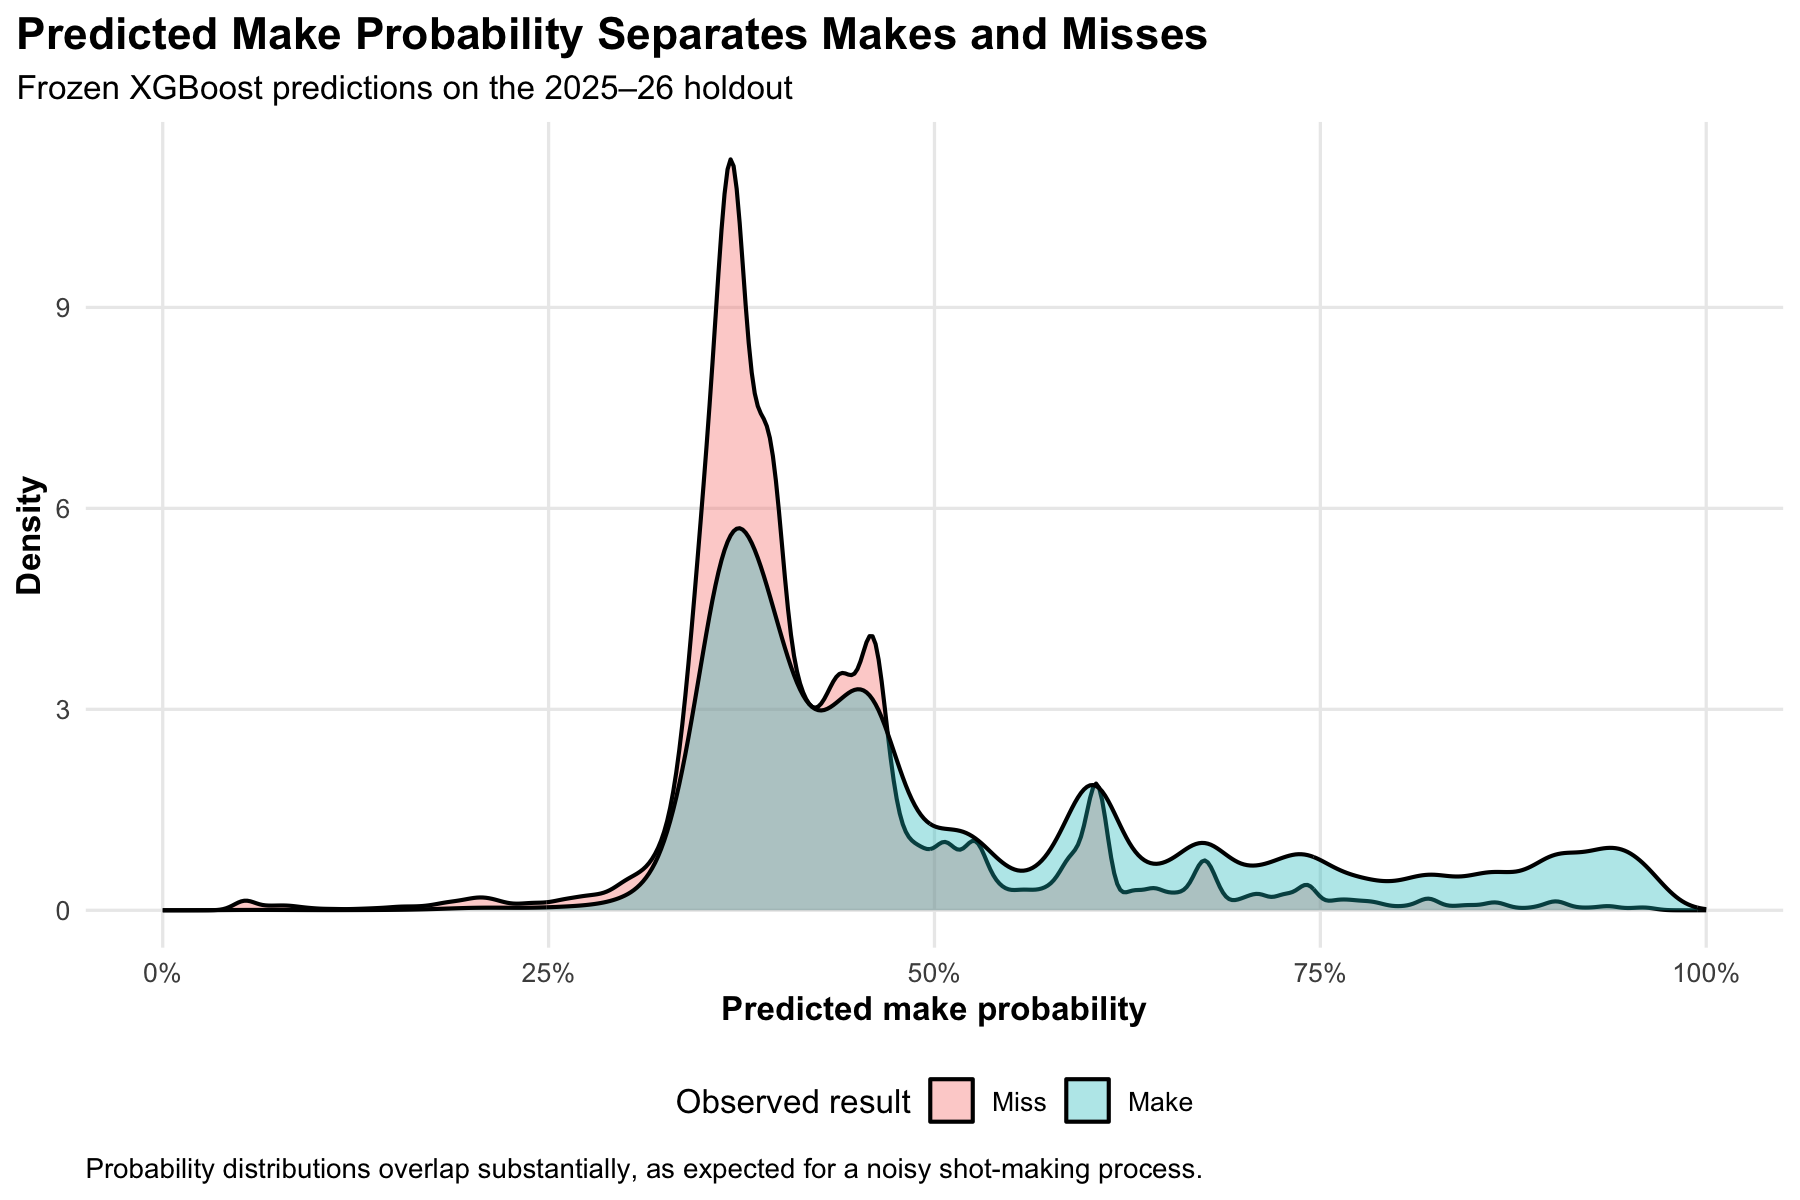 Predicted Make Probability Separates Makes and Misses
Frozen XGBoost predictions on the 2025–26 holdout
Density
9
6
3
0
0% 25% 50% 75% 100%
Predicted make probability
Observed result Miss Make
Probability distributions overlap substantially, as expected for a noisy shot-making process.